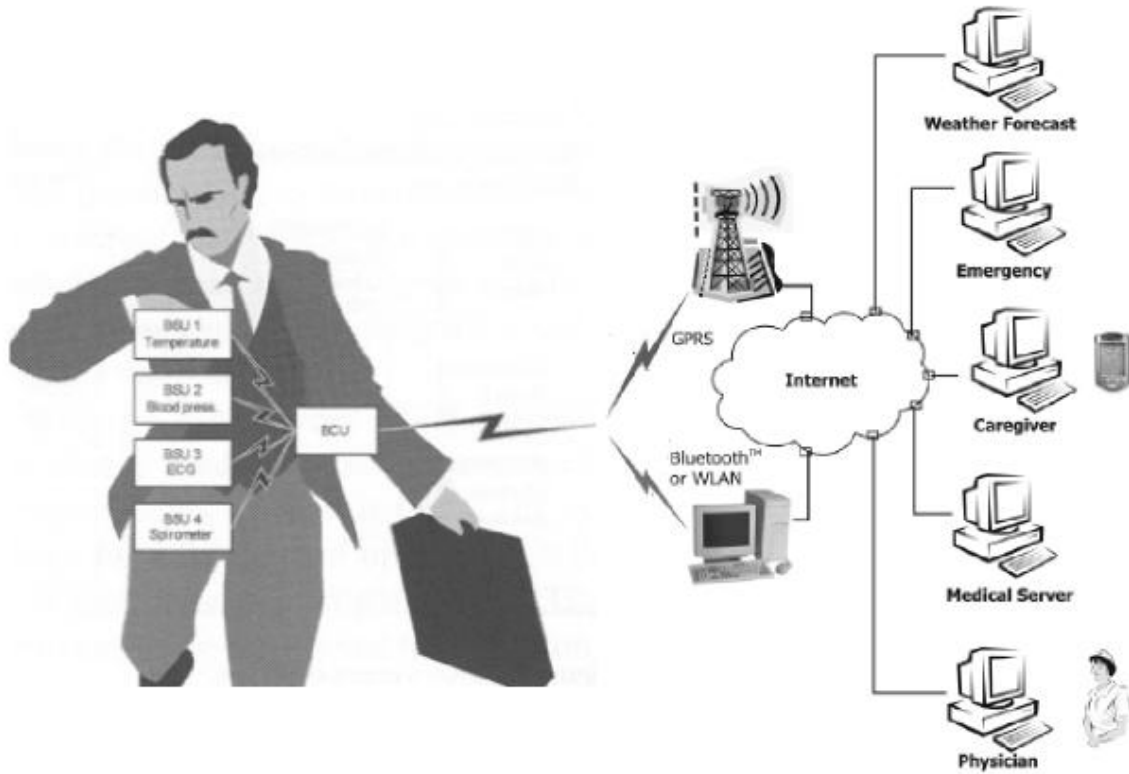 BSU 1
Temperature
BSU 2
Blood press.
BSU 3
ECG
BSU 4
Spirometer
BCU
GPRS
Bluetooth™
or WLAN
Internet
Weather Forecast
Emergency
Caregiver
Medical Server
Physician